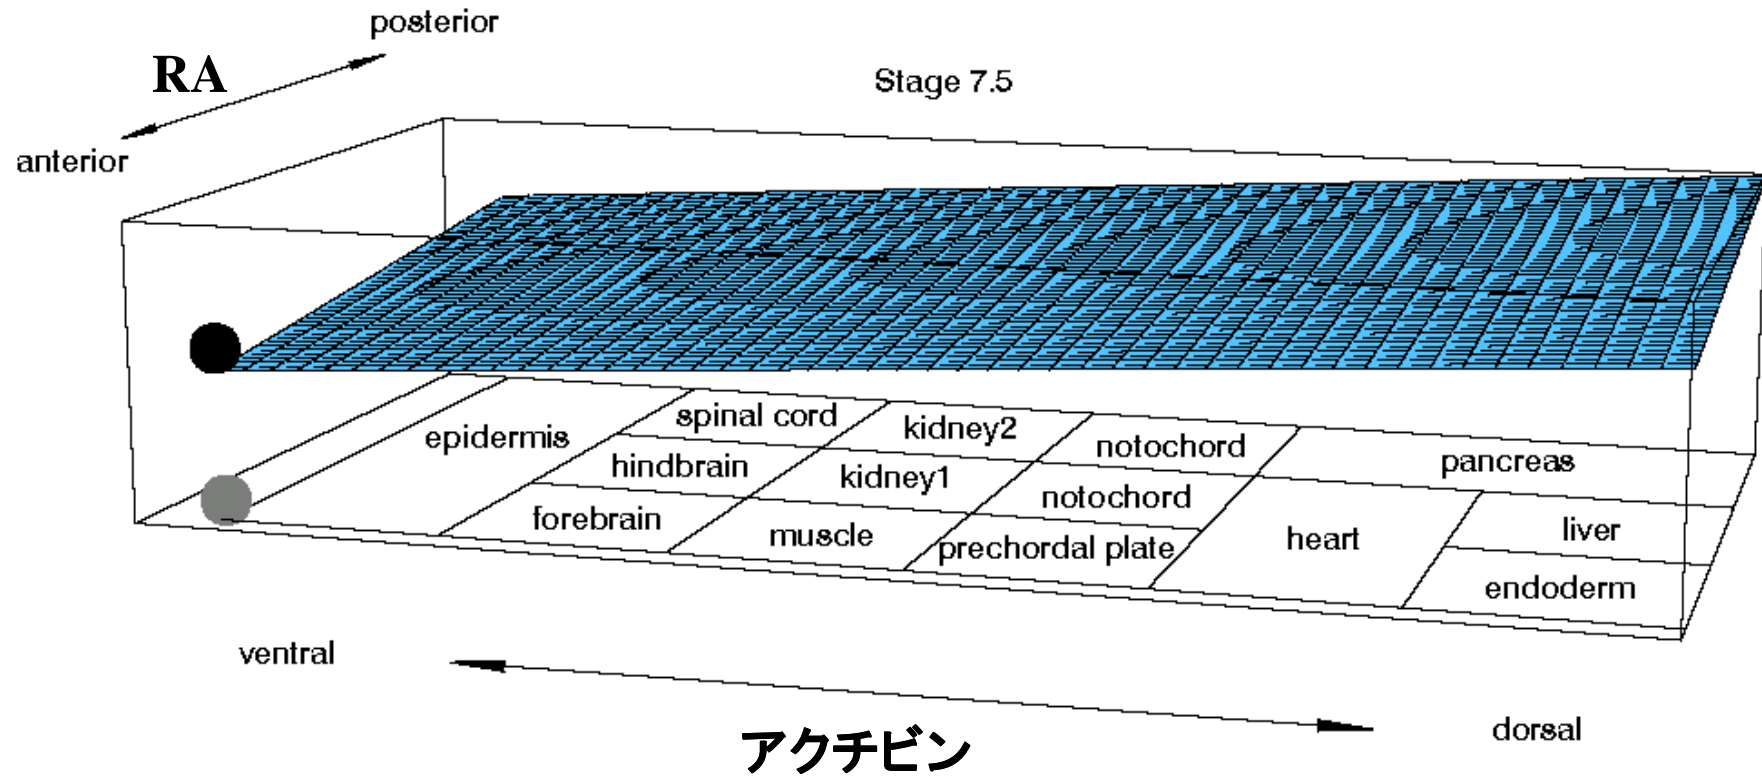 posterior
RA
Stage 7.5
anterior
epidermis
spinal cord
kidney2
notochord
pancreas
hindbrain
kidney1
notochord
liver
forebrain
muscle
prechordal plate
heart
endoderm
ventral
dorsal
アクチビン